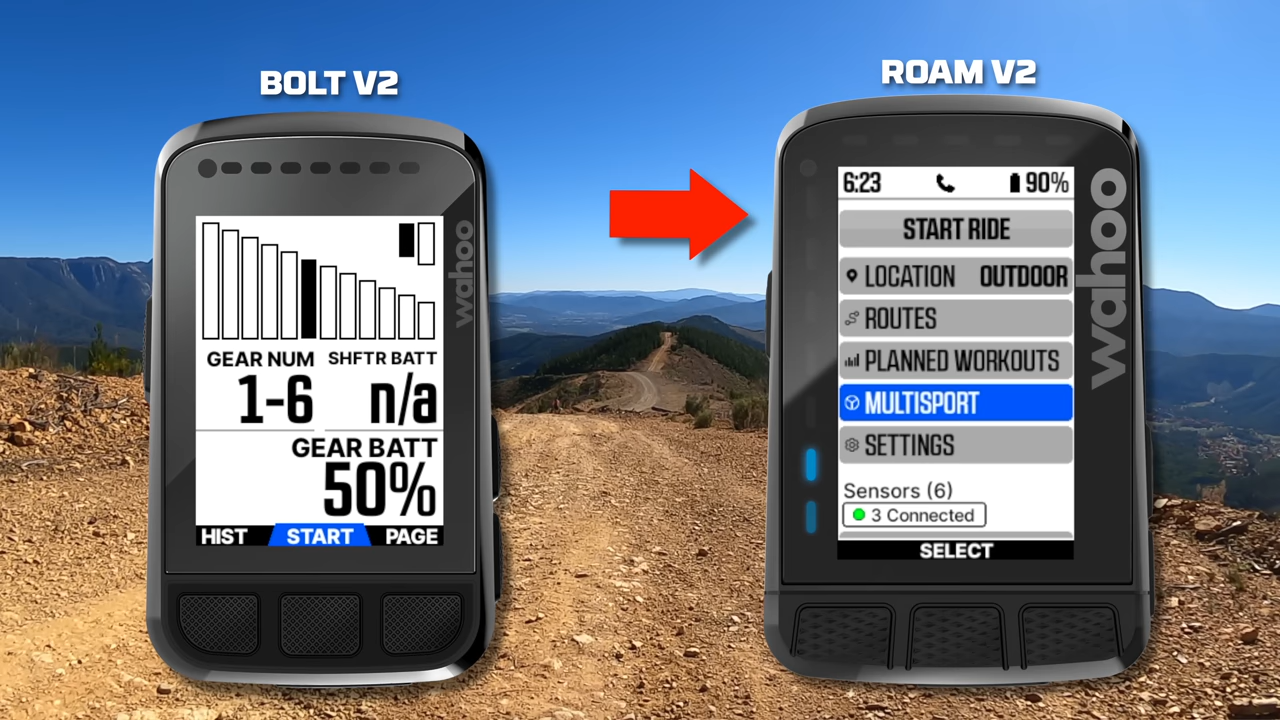 BOLT V2
wahoo
GEAR NUM SHFTR BATT
1-6 n/a
GEAR BATT
50%
HIST START PAGE
ROAM V2
wahoo
6:23 90%
START RIDE
LOCATION OUTDOOR
ROUTES
PLANNED WORKOUTS
MULTISPORT
SETTINGS
Sensors (6)
3 Connected
SELECT